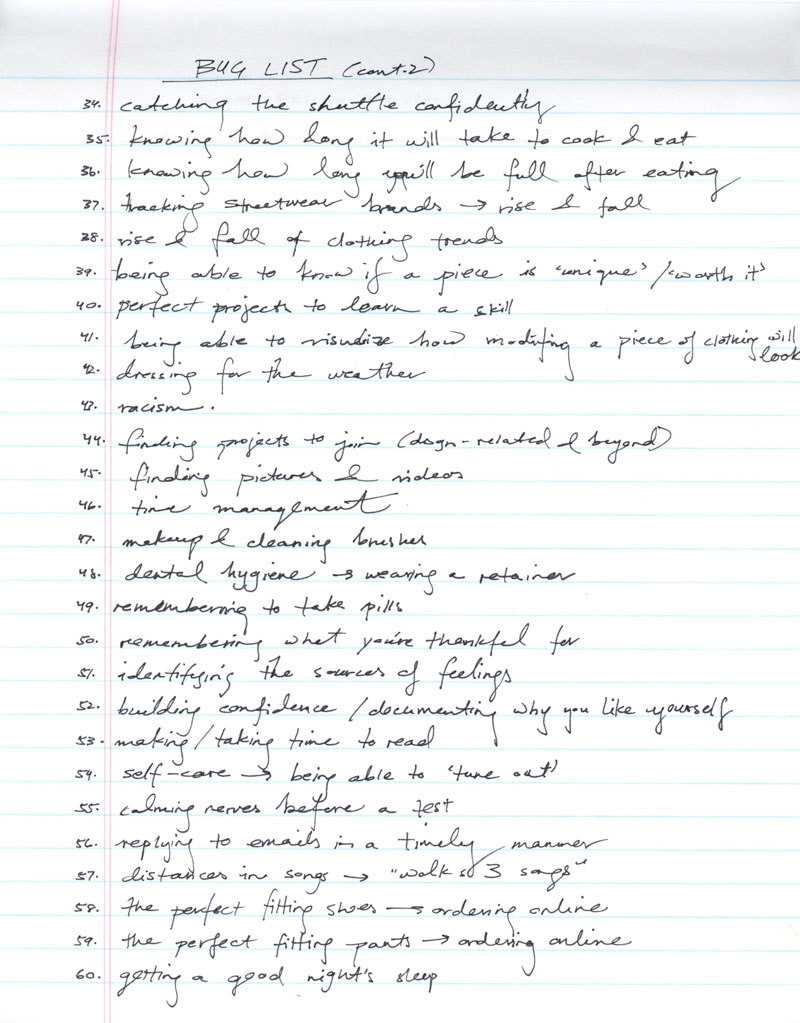 BUG LIST (cont. 2)
34. catching the shuttle confidently
35. knowing how long it will take to cook & eat
36. knowing how long you'll be full after eating
37. tracking streetwear brands → rise & fall
38. rise & fall of clothing trends
39. being able to know if a piece is 'unique' / 'worth it'
40. perfect projects to learn a skill
41. being able to visualize how modifying a piece of clothing will
look
42. dressing for the weather
43. racism.
44. finding projects to join (design-related & beyond)
45. finding pictures & videos
46. time management
47. makeup & cleaning brushes
48. dental hygiene → wearing a retainer
49. remembering to take pills
50. remembering what you're thankful for
51. identifying the sources of feelings
52. building confidence / documenting why you like yourself
53. making / taking time to read
54. self-care → being able to 'tune out'
55. calming nerves before a test
56. replying to emails in a timely manner
57. distances in songs → "walk 3 songs"
58. the perfect fitting shoes → ordering online
59. the perfect fitting pants → ordering online
60. getting a good night's sleep